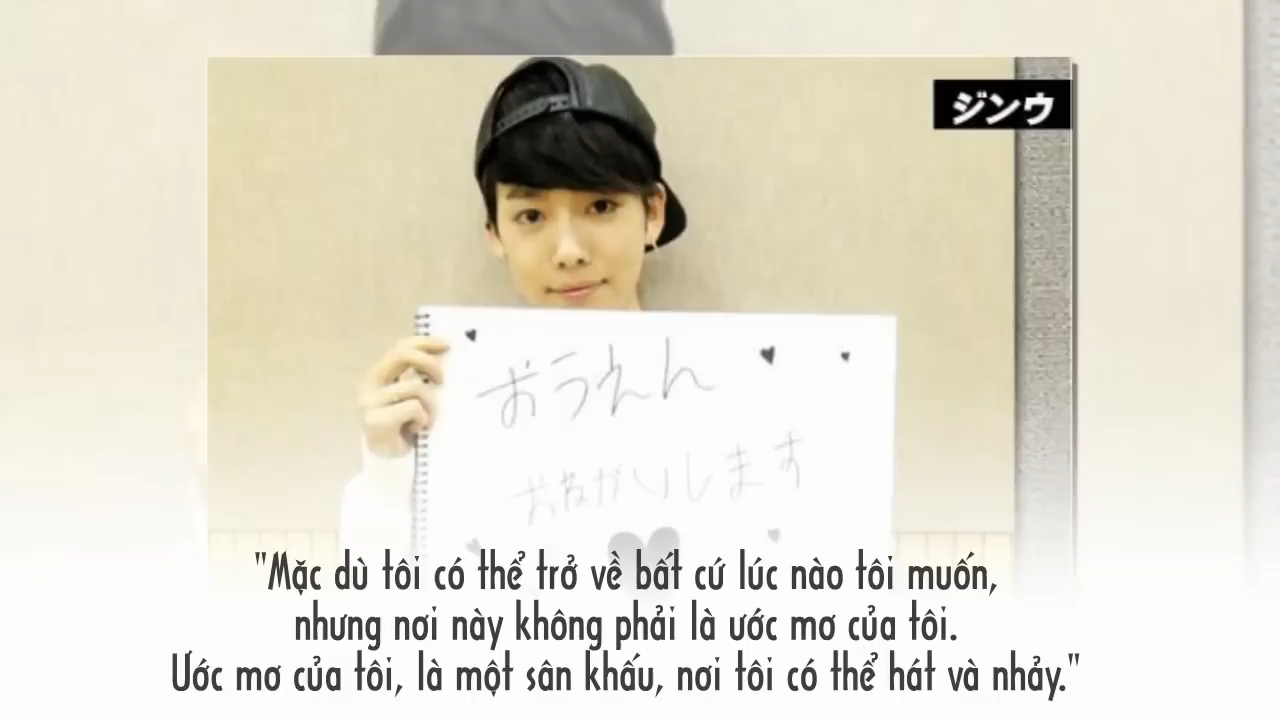 ジンウ
おうえん
おねがいします
"Mặc dù tôi có thể trở về bất cứ lúc nào tôi muốn,
nhưng nơi này không phải là ước mơ của tôi.
Ước mơ của tôi, là một sân khấu, nơi tôi có thể hát và nhảy."